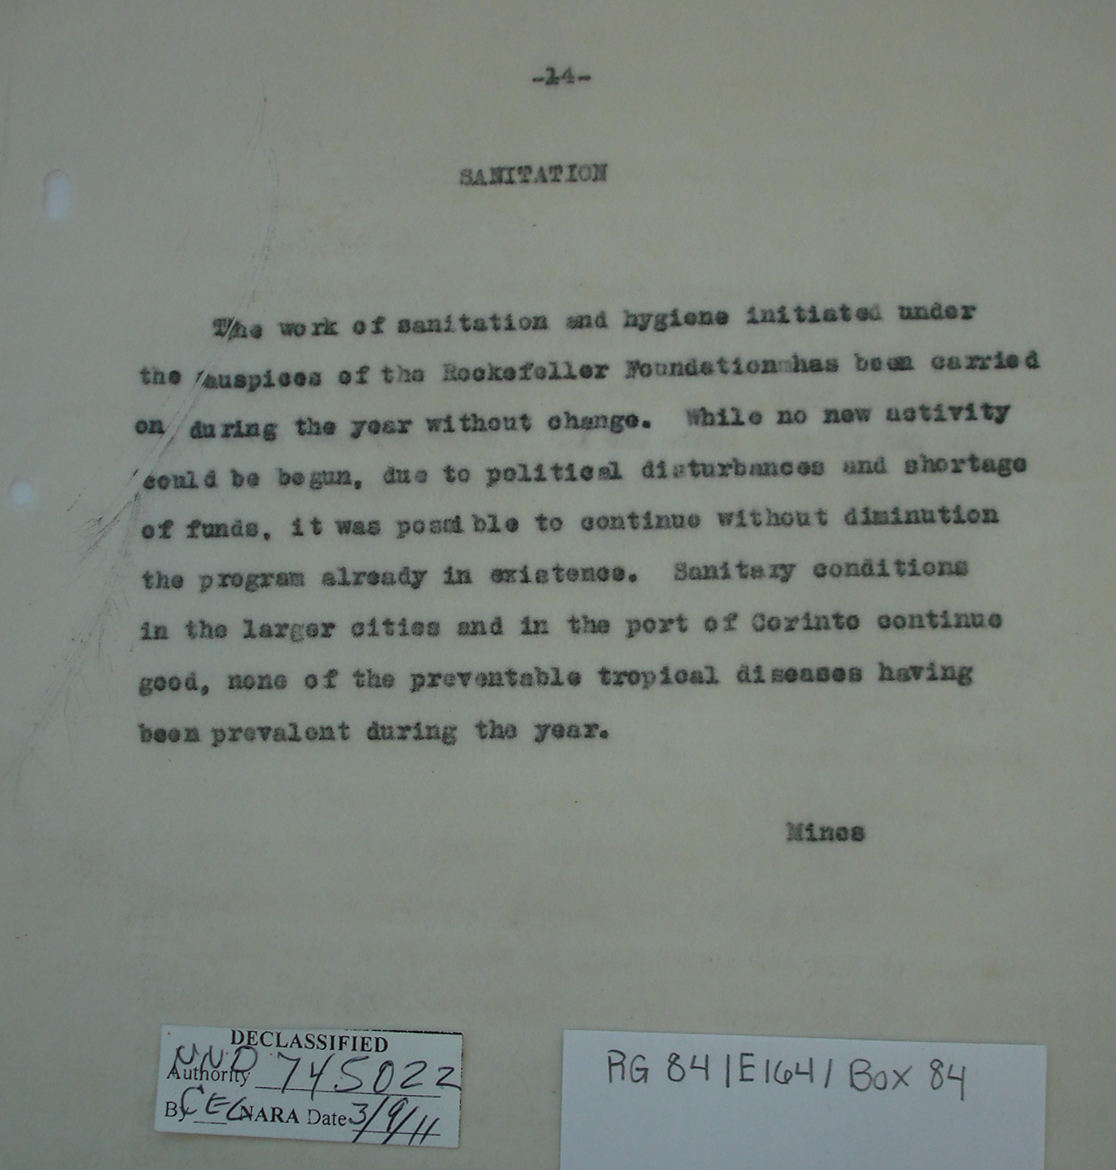 -14-
SANITATION
The work of sanitation and hygiene initiated under
the auspices of the Rockefeller Foundation has been carried
on during the year without change. While no new activity
could be begun, due to political disturbances and shortage
of funds, it was possible to continue without diminution
the program already in existence. Sanitary conditions
in the larger cities and in the port of Corinto continue
good, none of the preventable tropical diseases having
been prevalent during the year.
Mines
DECLASSIFIED
Authority NND 745022
By CEC NARA Date 3/9/11
RG 84/E164/ Box 84